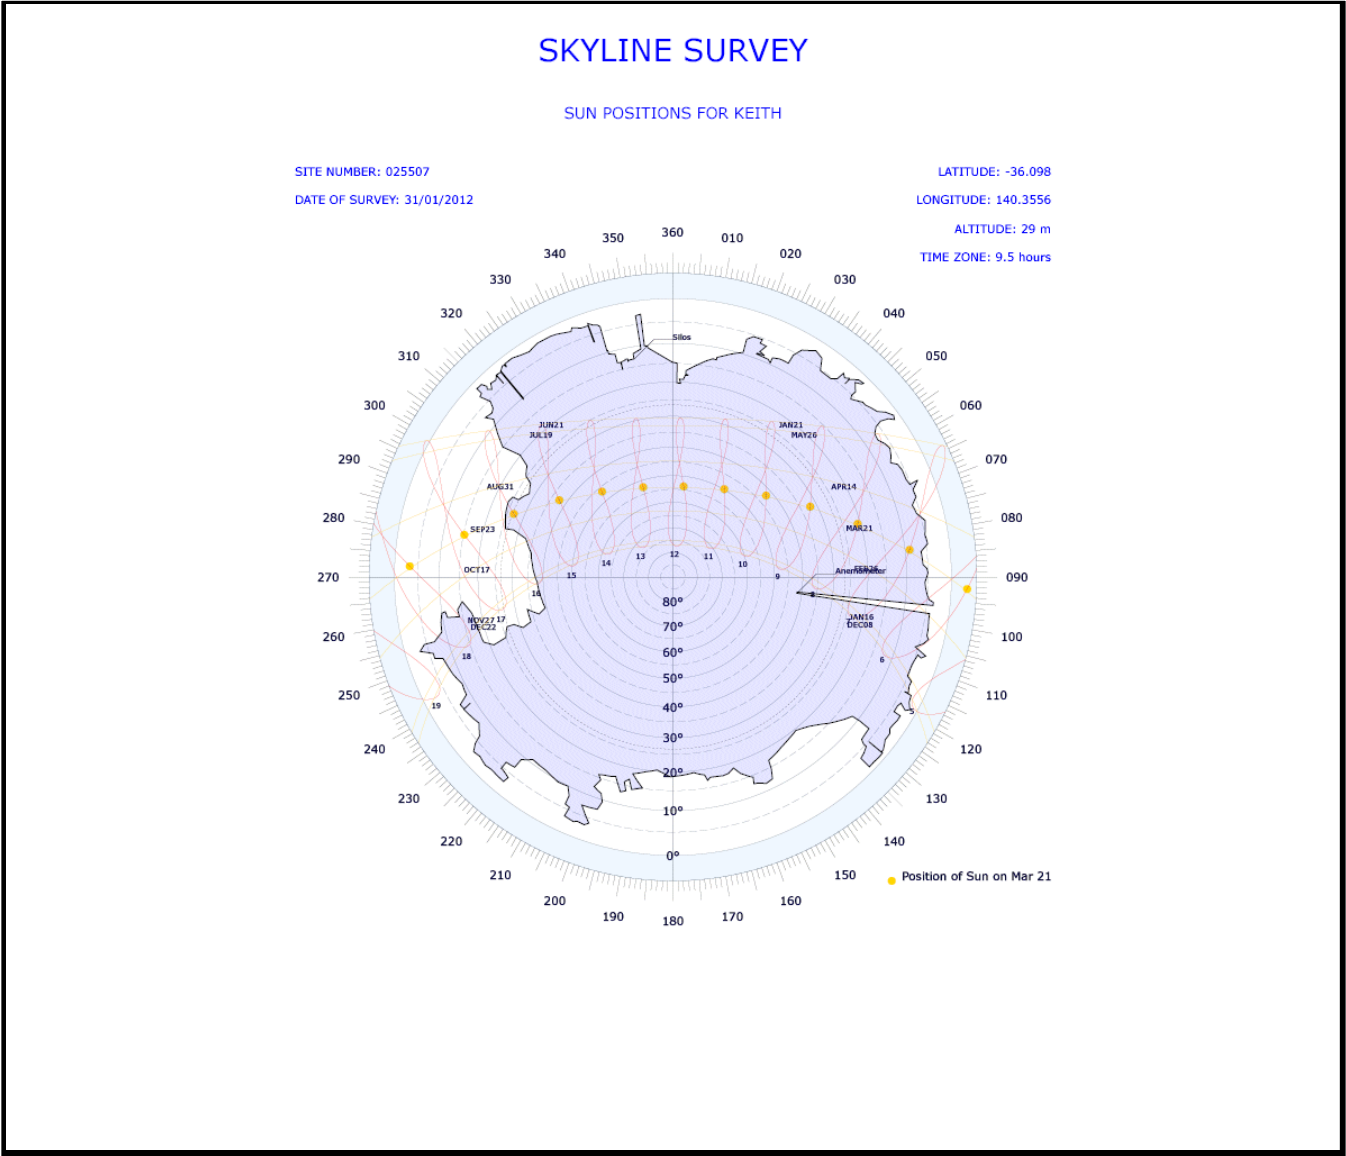 SKYLINE SURVEY
SUN POSITIONS FOR KEITH
SITE NUMBER: 025507
LATITUDE: -36.098
DATE OF SURVEY: 31/01/2012
LONGITUDE: 140.3556
ALTITUDE: 29 m
TIME ZONE: 9.5 hours
360
350
010
340
020
330
030
320
040
Silos
310
050
300
060
JUN21
JAN21
JUL19
MAY26
290
070
AUG31
APR14
280
080
SEP23
MAR21
13
12
11
14
10
OCT17
FEB26
Anemometer
15
9
270
090
16
8
80°
NOV27
17
JAN16
7
DEC22
70°
DEC08
260
100
18
60°
6
50°
250
110
19
40°
5
30°
240
120
20°
230
130
10°
220
140
0°
210
150
Position of Sun on Mar 21
200
160
190
170
180